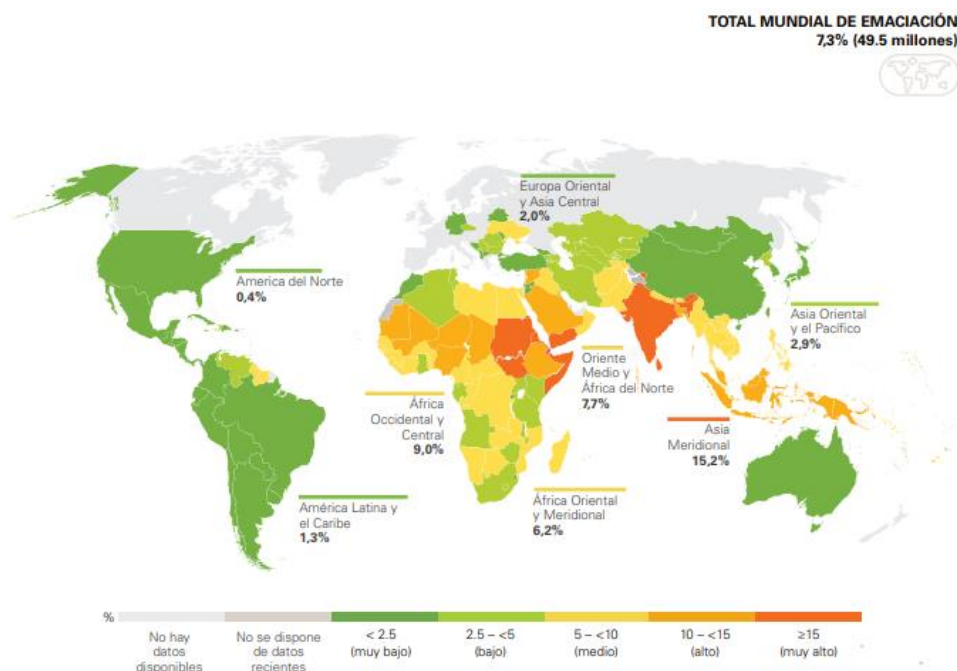 TOTAL MUNDIAL DE EMACIACIÓN
7,3% (49.5 millones)
Europa Oriental
y Asia Central
2,0%
America del Norte
0,4%
Asia Oriental
y el Pacífico
2,9%
Oriente
Medio y
África del Norte
7,7%
África
Occidental y
Central
9,0%
Asia
Meridional
15,2%
América Latina y
el Caribe
1,3%
África Oriental
y Meridional
6,2%
%
No hay
datos
disponibles
No se dispone
de datos
recientes
< 2.5
(muy bajo)
2.5 – <5
(bajo)
5 – <10
(medio)
10 – <15
(alto)
≥15
(muy alto)